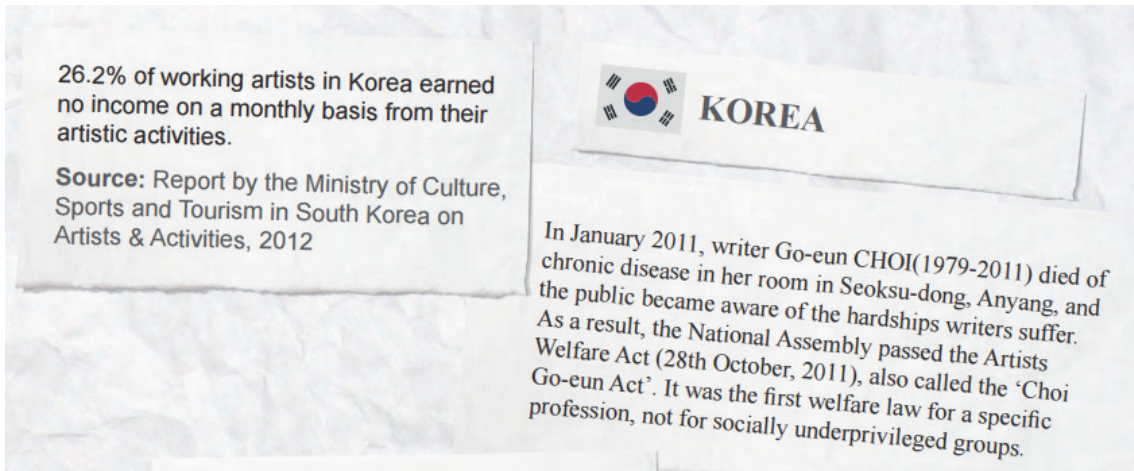 26.2% of working artists in Korea earned
no income on a monthly basis from their
artistic activities.
Source: Report by the Ministry of Culture,
Sports and Tourism in South Korea on
Artists & Activities, 2012
KOREA
In January 2011, writer Go-eun CHOI(1979-2011) died of
chronic disease in her room in Seoksu-dong, Anyang, and
the public became aware of the hardships writers suffer.
As a result, the National Assembly passed the Artists
Welfare Act (28th October, 2011), also called the ‘Choi
Go-eun Act’. It was the first welfare law for a specific
profession, not for socially underprivileged groups.